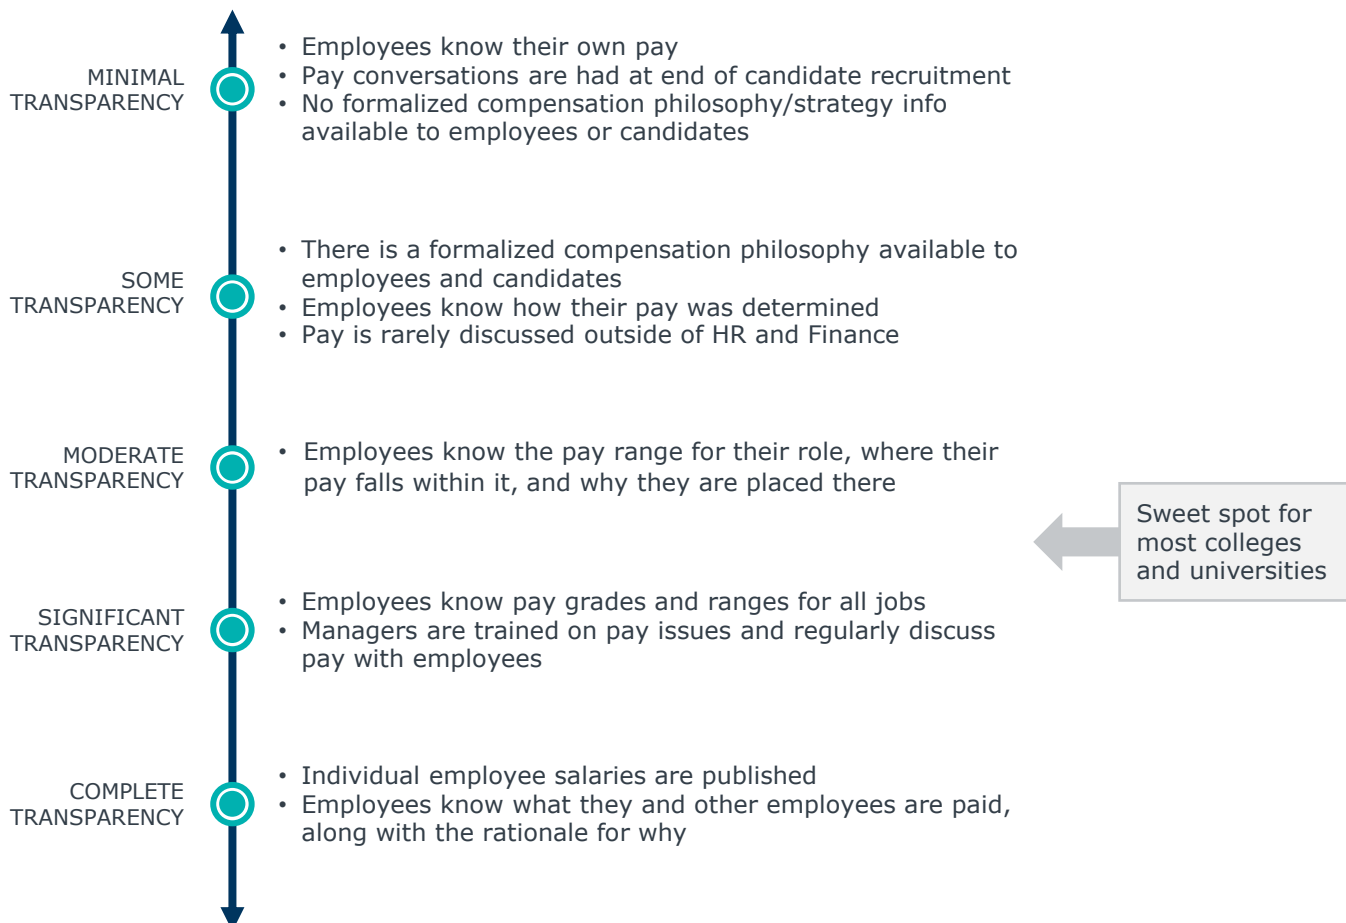 MINIMAL
TRANSPARENCY
• Employees know their own pay
• Pay conversations are had at end of candidate recruitment
• No formalized compensation philosophy/strategy info
available to employees or candidates
SOME
TRANSPARENCY
• There is a formalized compensation philosophy available to
employees and candidates
• Employees know how their pay was determined
• Pay is rarely discussed outside of HR and Finance
MODERATE
TRANSPARENCY
• Employees know the pay range for their role, where their
pay falls within it, and why they are placed there
Sweet spot for
most colleges
and universities
SIGNIFICANT
TRANSPARENCY
• Employees know pay grades and ranges for all jobs
• Managers are trained on pay issues and regularly discuss
pay with employees
COMPLETE
TRANSPARENCY
• Individual employee salaries are published
• Employees know what they and other employees are paid,
along with the rationale for why